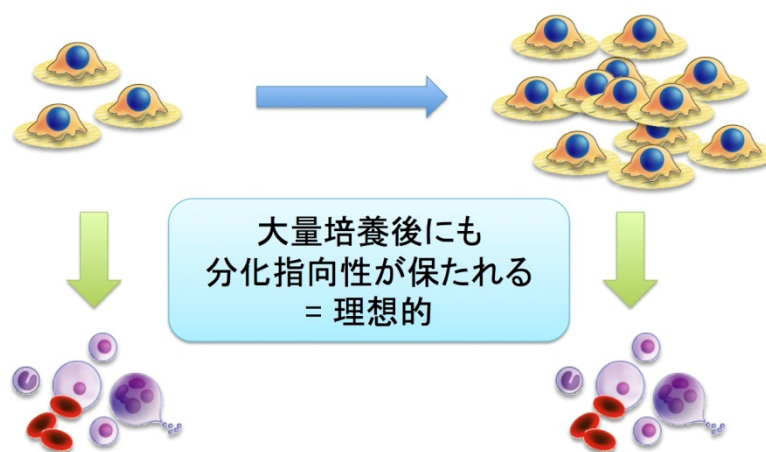 大量培養後にも
分化指向性が保たれる
= 理想的